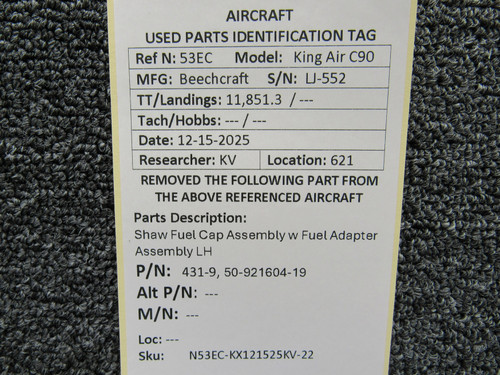 AIRCRAFT
USED PARTS IDENTIFICATION TAG
Ref N: 53EC Model: King Air C90
MFG: Beechcraft S/N: LJ-552
TT/Landings: 11,851.3 / ---
Tach/Hobbs: --- / ---
Date: 12-15-2025
Researcher: KV Location: 621
REMOVED THE FOLLOWING PART FROM
THE ABOVE REFERENCED AIRCRAFT
Parts Description:
Shaw Fuel Cap Assembly w Fuel Adapter
Assembly LH
P/N: 431-9, 50-921604-19
Alt P/N: ---
M/N: ---
Loc: ---
Sku: N53EC-KX121525KV-22